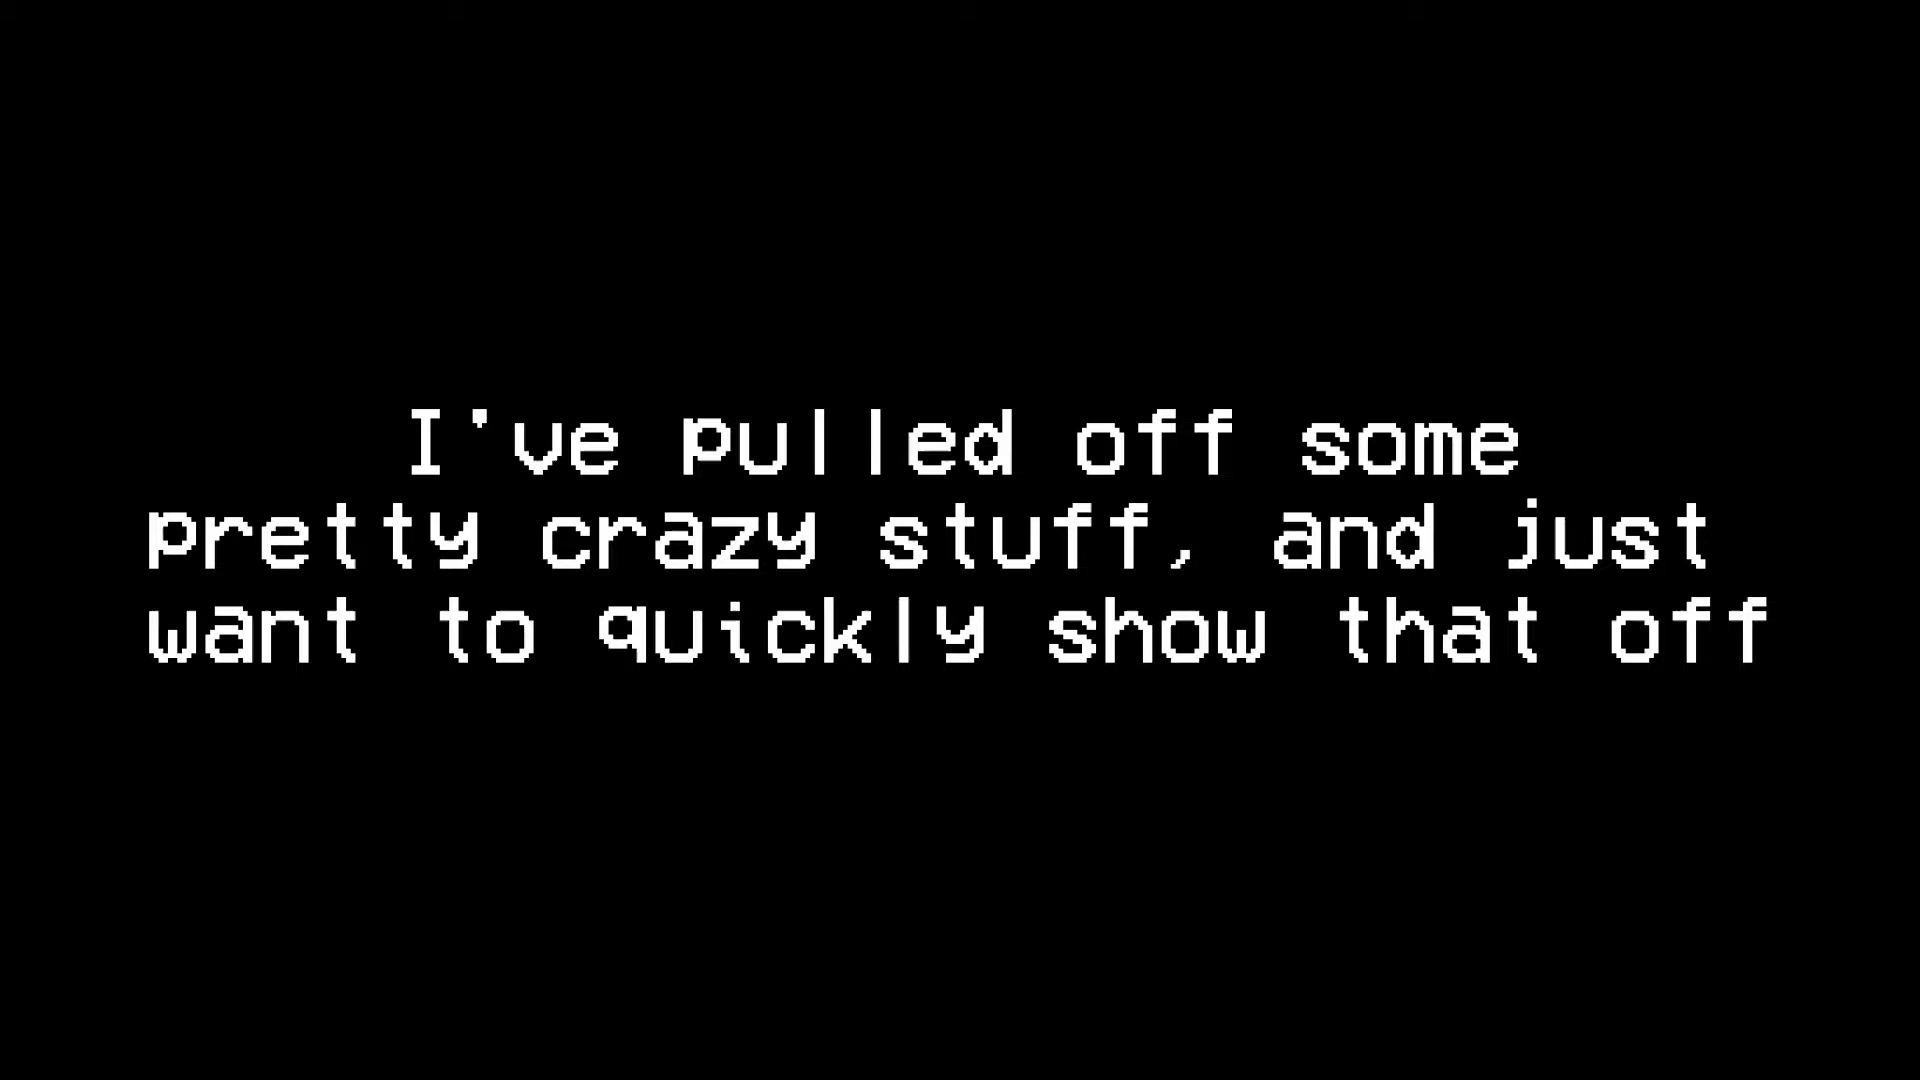 I've pulled off some
pretty crazy stuff, and just
want to quickly show that off